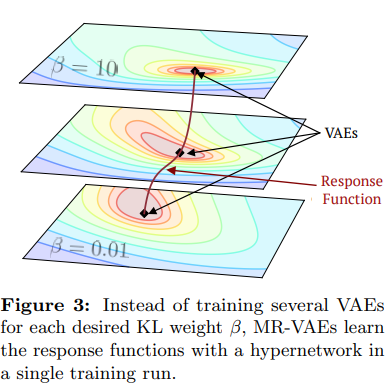 β = 10
VAEs
Response
Function
β = 0.01
Figure 3: Instead of training several VAEs
for each desired KL weight β, MR-VAEs learn
the response functions with a hypernetwork in
a single training run.